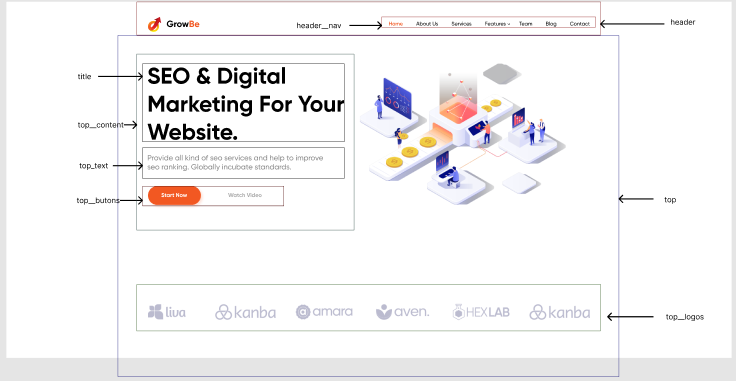 GrowBe
header__nav
Home About Us Services Features Team Blog Contact
header
title
SEO & Digital
Marketing For Your
Website.
top__content
top_text
Provide all kind of seo services and help to improve
seo ranking. Globally incubate standards.
top__butons
Start Now Watch Video
top
liva kanba amara aven. HEXLAB kanba
top__logos